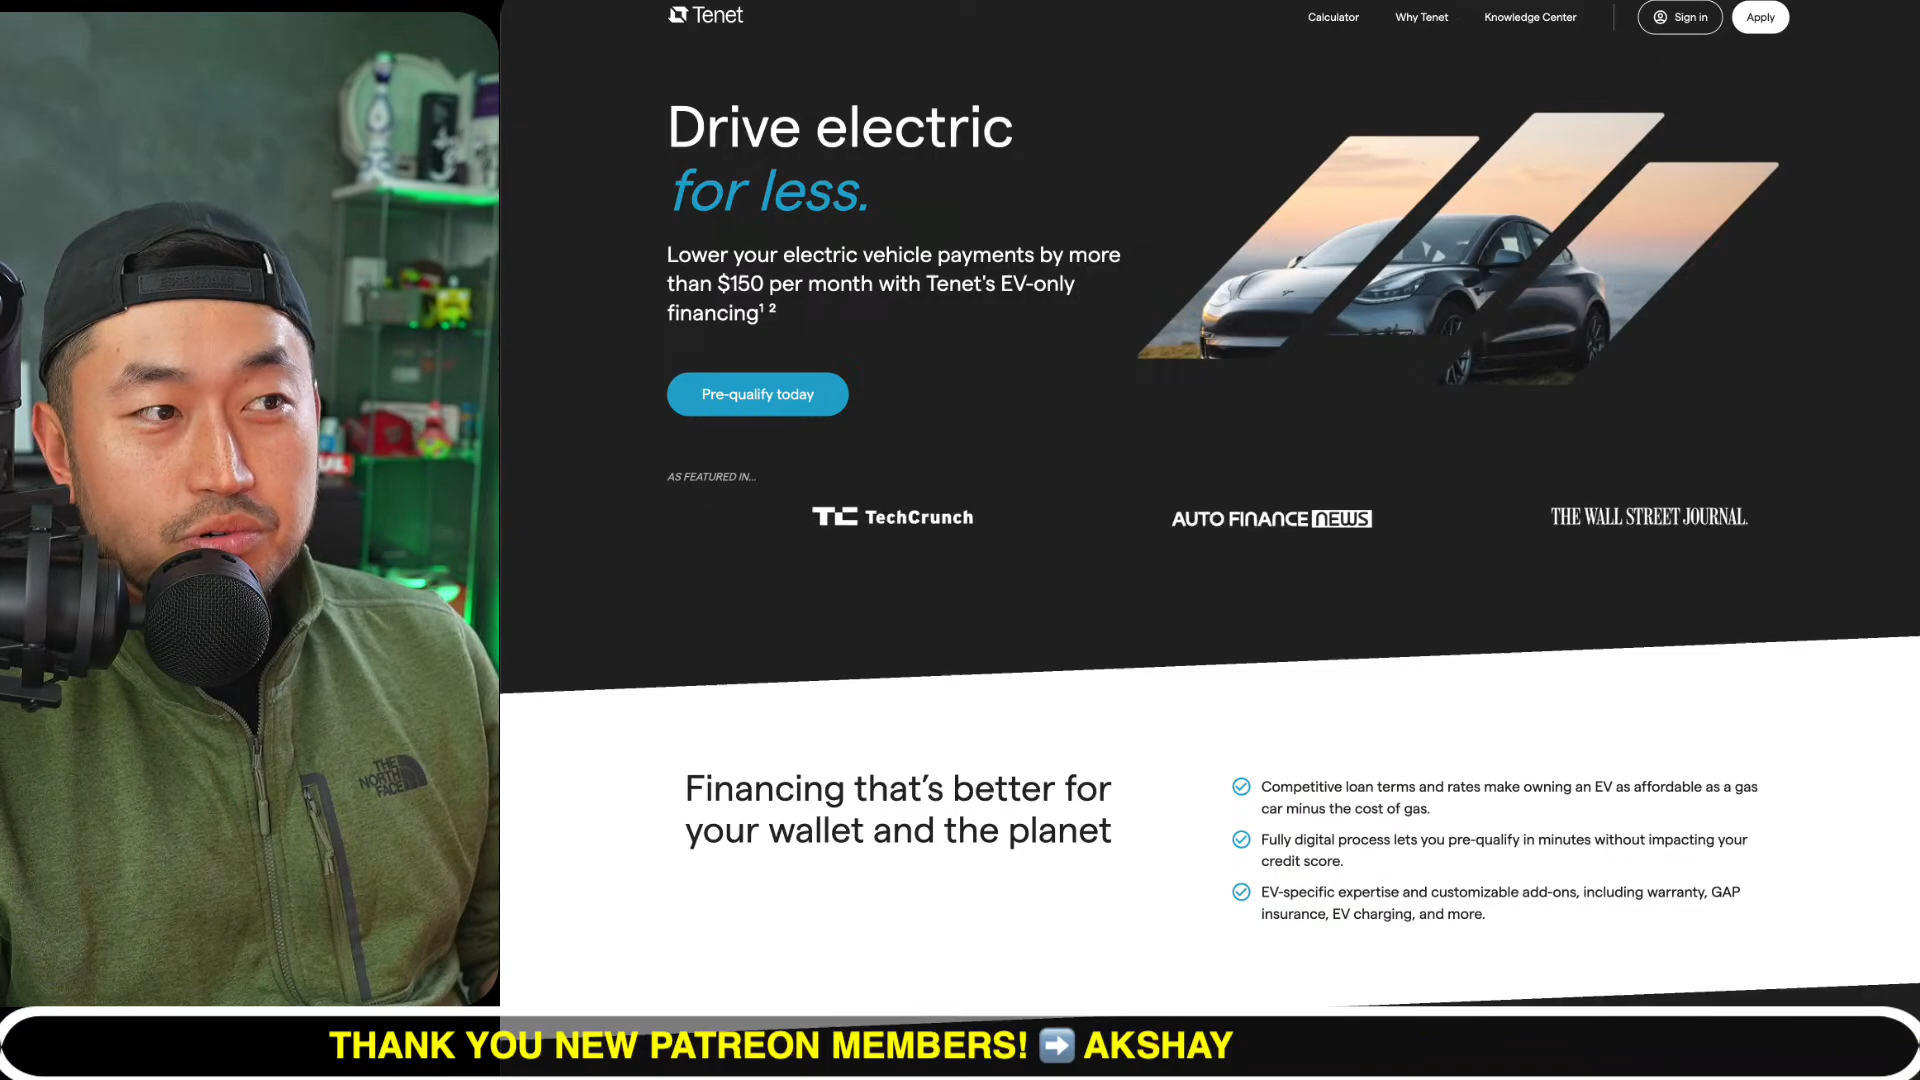 Tenet
Calculator
Why Tenet
Knowledge Center
Sign in
Apply
Drive electric
for less.
Lower your electric vehicle payments by more
than $150 per month with Tenet's EV-only
financing¹ ²
Pre-qualify today
AS FEATURED IN...
TC TechCrunch
AUTO FINANCE NEWS
THE WALL STREET JOURNAL.
Financing that’s better for
your wallet and the planet
Competitive loan terms and rates make owning an EV as affordable as a gas
car minus the cost of gas.
Fully digital process lets you pre-qualify in minutes without impacting your
credit score.
EV-specific expertise and customizable add-ons, including warranty, GAP
insurance, EV charging, and more.
THE
NORTH
FACE
THANK YOU NEW PATREON MEMBERS! ➡️ AKSHAY